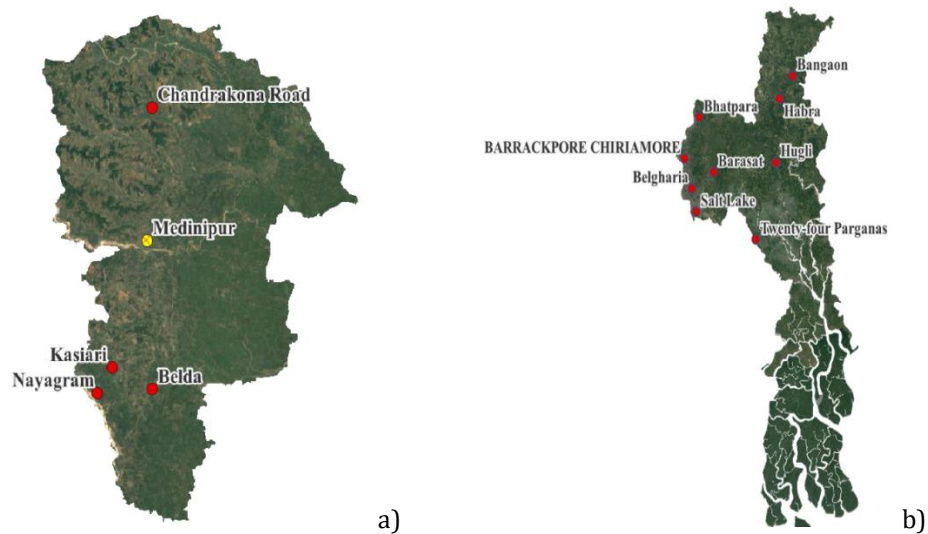 Chandrakona Road
Medinipur
Kasiari
Nayagram
Belda
a)
Bangaon
Habra
Bhatpara
BARRACKPORE CHIRIAMORE
Hugli
Barasat
Belgharia
Salt Lake
Twenty-four Parganas
b)